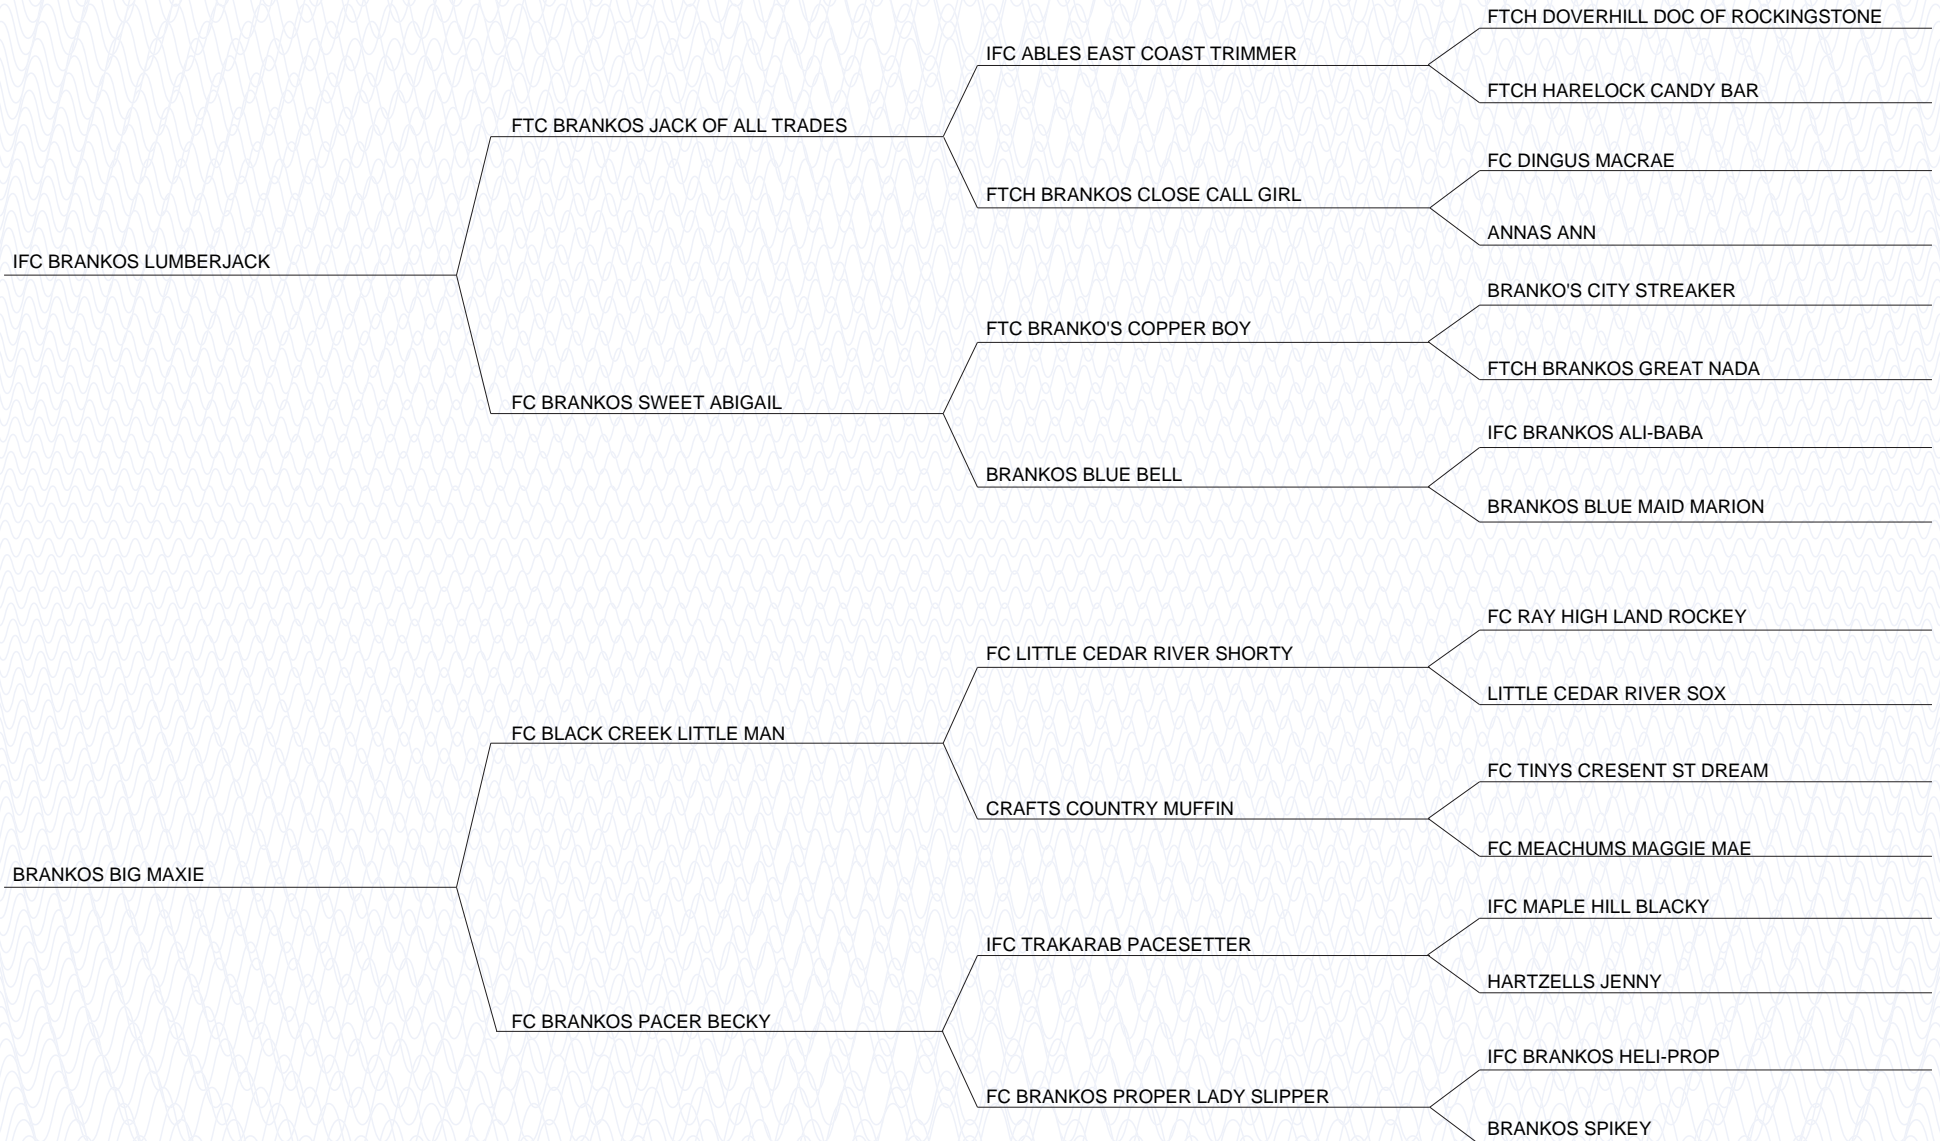 FTCH DOVERHILL DOC OF ROCKINGSTONE
IFC ABLES EAST COAST TRIMMER
FTCH HARELOCK CANDY BAR
FTC BRANKOS JACK OF ALL TRADES
FC DINGUS MACRAE
FTCH BRANKOS CLOSE CALL GIRL
ANNAS ANN
IFC BRANKOS LUMBERJACK
BRANKO'S CITY STREAKER
FTC BRANKO'S COPPER BOY
FTCH BRANKOS GREAT NADA
FC BRANKOS SWEET ABIGAIL
IFC BRANKOS ALI-BABA
BRANKOS BLUE BELL
BRANKOS BLUE MAID MARION
FC RAY HIGH LAND ROCKEY
FC LITTLE CEDAR RIVER SHORTY
LITTLE CEDAR RIVER SOX
FC BLACK CREEK LITTLE MAN
FC TINYS CRESENT ST DREAM
CRAFTS COUNTRY MUFFIN
FC MEACHUMS MAGGIE MAE
BRANKOS BIG MAXIE
IFC MAPLE HILL BLACKY
IFC TRAKARAB PACESETTER
HARTZELLS JENNY
FC BRANKOS PACER BECKY
IFC BRANKOS HELI-PROP
FC BRANKOS PROPER LADY SLIPPER
BRANKOS SPIKEY